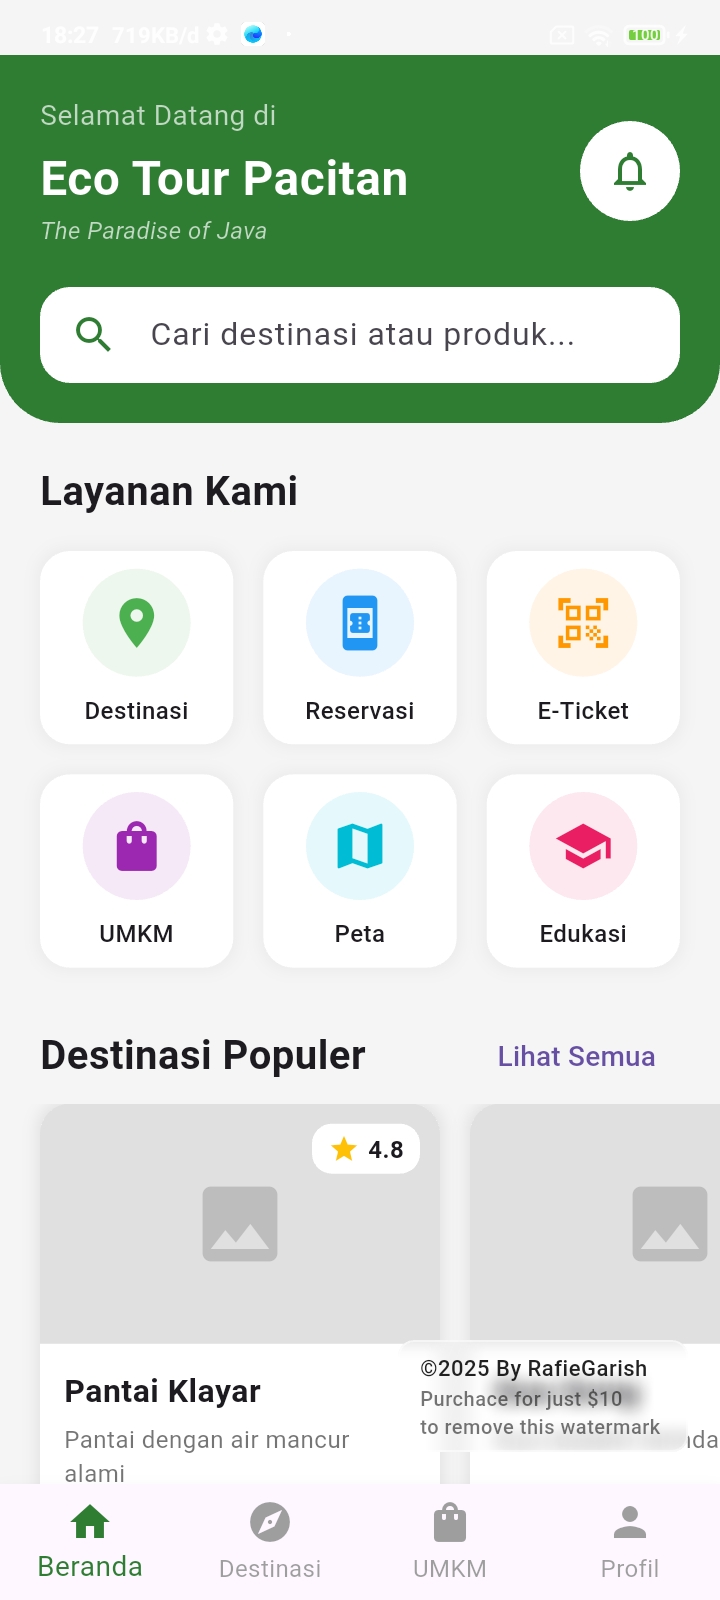 18:27 719KB/d
100
Selamat Datang di
Eco Tour Pacitan
The Paradise of Java
Cari destinasi atau produk...
Layanan Kami
Destinasi
Reservasi
E-Ticket
UMKM
Peta
Edukasi
Destinasi Populer
Lihat Semua
4.8
Pantai Klayar
Pantai dengan air mancur
alami
©2025 By RafieGarish
Purchace for just $10
to remove this watermark
Beranda
Destinasi
UMKM
Profil